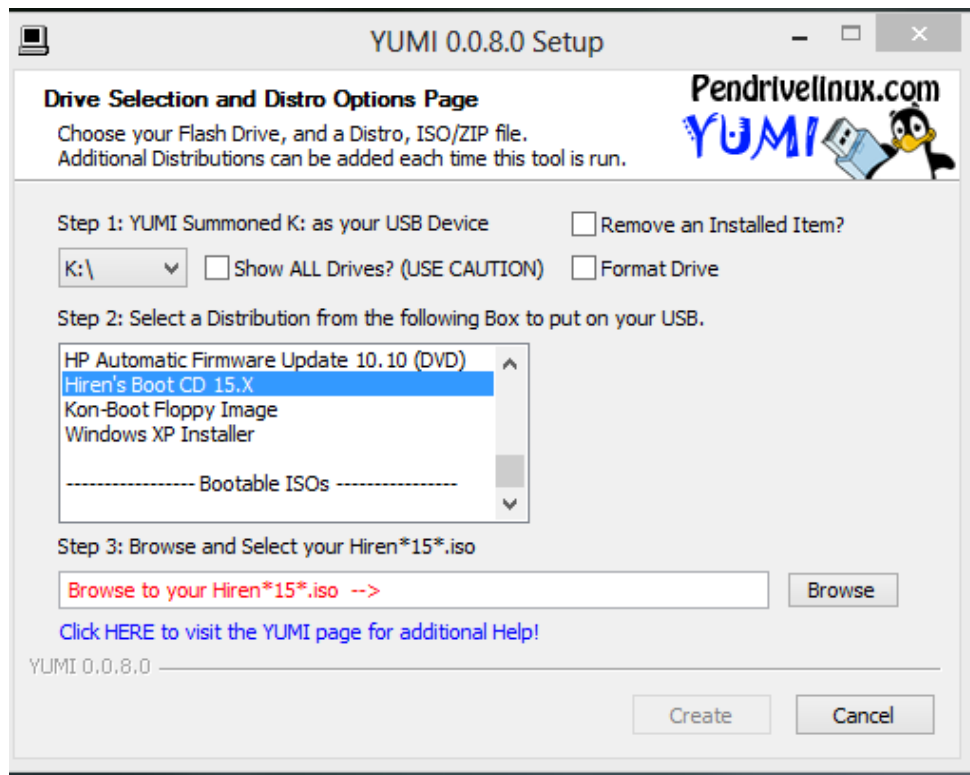 YUMI 0.0.8.0 Setup
Drive Selection and Distro Options Page
Choose your Flash Drive, and a Distro, ISO/ZIP file.
Additional Distributions can be added each time this tool is run.
Pendrivelinux.com
YUMI
Step 1: YUMI Summoned K: as your USB Device
Remove an Installed Item?
K:\
Show ALL Drives? (USE CAUTION)
Format Drive
Step 2: Select a Distribution from the following Box to put on your USB.
HP Automatic Firmware Update 10.10 (DVD)
Hiren's Boot CD 15.X
Kon-Boot Floppy Image
Windows XP Installer
----------------- Bootable ISOs ----------------
Step 3: Browse and Select your Hiren*15*.iso
Browse to your Hiren*15*.iso -->
Browse
Click HERE to visit the YUMI page for additional Help!
YUMI 0.0.8.0
Create
Cancel